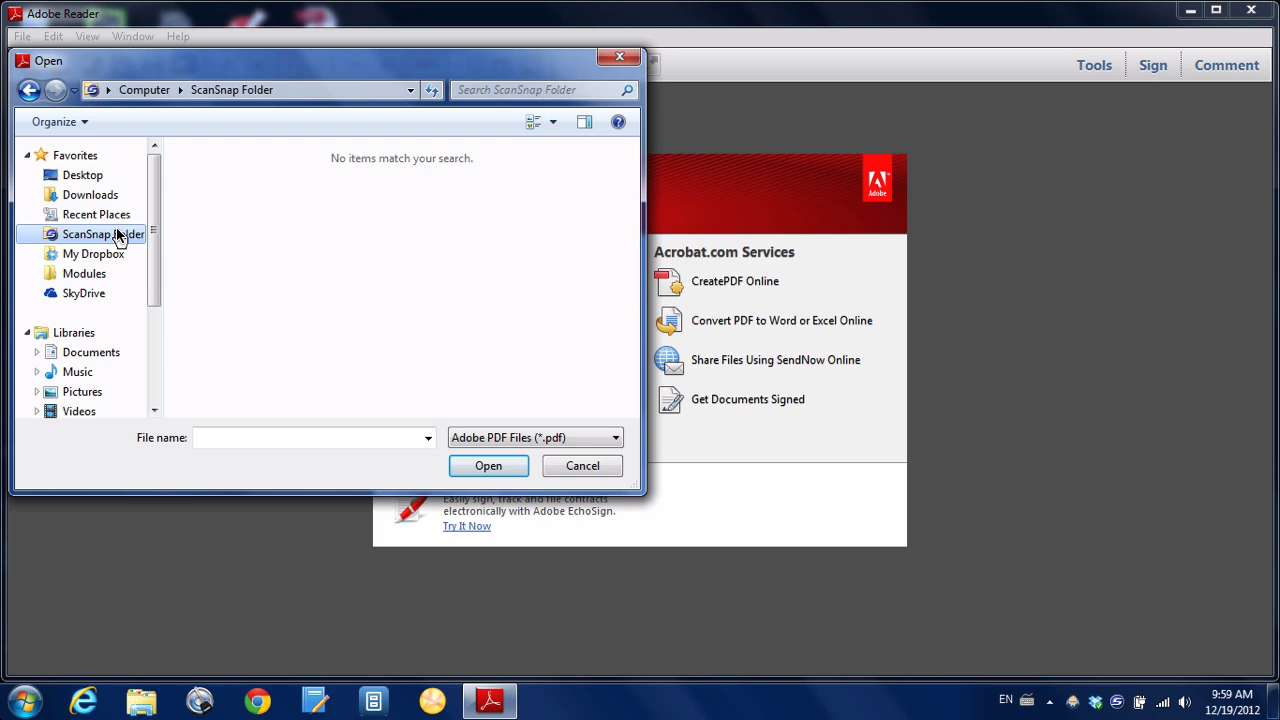 Adobe Reader
File Edit View Window Help
Tools Sign Comment
Open
Computer ScanSnap Folder
Search ScanSnap Folder
Organize
Favorites
Desktop
Downloads
Recent Places
ScanSnap Folder
My Dropbox
Modules
SkyDrive
Libraries
Documents
Music
Pictures
Videos
No items match your search.
File name:
Adobe PDF Files (*.pdf)
Open Cancel
Adobe
Acrobat.com Services
CreatePDF Online
Convert PDF to Word or Excel Online
Share Files Using SendNow Online
Get Documents Signed
Easily sign, track and file contracts
electronically with Adobe EchoSign.
Try It Now
EN
9:59 AM
12/19/2012